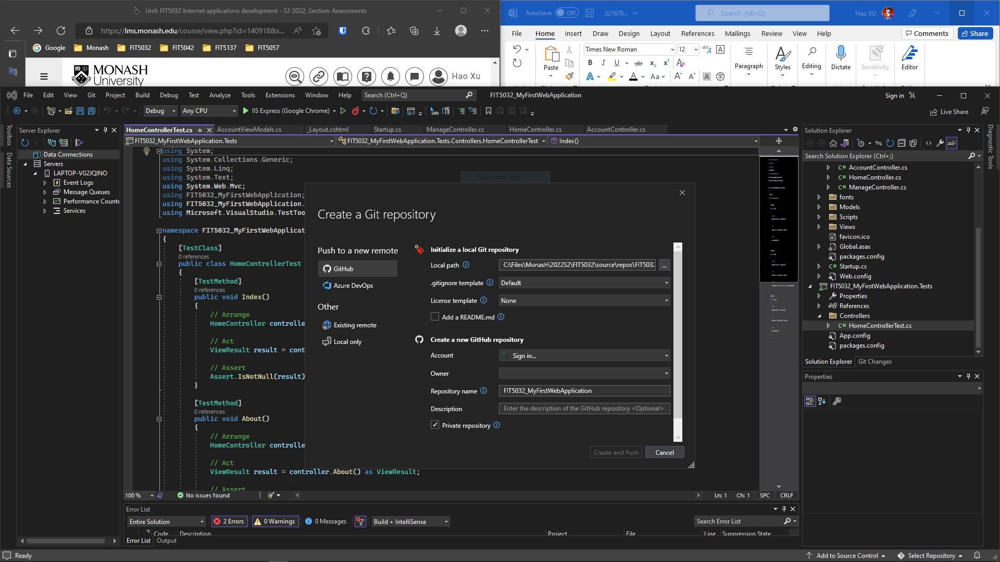 Unit: FIT5032 Internet applications development - S2 2022, Section: Assessments
https://lms.monash.edu/course/view.php?id=140918&s...
Google Monash FIT5032 FIT5042 FIT5137 FIT5057
MONASH University
Hao Xu
AutoSave Off 327679... Search (Alt+Q) Hao XU
File Home Insert Draw Design Layout References Mailings Review View Help Comments Share
Times New Roman 12
Paste Paragraph Styles Editing Dictate Sensitivity Editor
File Edit View Git Project Build Debug Test Analyze Tools Extensions Window Help Search (Ctrl+Q) FIT5032_MyFirstWebApplication Sign in
Debug Any CPU IIS Express (Google Chrome) Live Share
Toolbox
Data Sources
Server Explorer
Data Connections
Servers
LAPTOP-VG2JQINO
Event Logs
Message Queues
Performance Counte
Services
HomeControllerTest.cs AccountViewModels.cs _Layout.cshtml Startup.cs ManageController.cs HomeController.cs AccountController.cs
FIT5032_MyFirstWebApplication.Tests FIT5032_MyFirstWebApplication.Tests.Controllers.HomeControllerTest Index()
using System;
using System.Collections.Generic;
using System.Linq;
using System.Text;
using System.Web.Mvc;
using FIT5032_MyFirstWebApplication;
using FIT5032_MyFirstWebApplication.
using Microsoft.VisualStudio.TestToo
namespace FIT5032_MyFirstWebApplicat
{
[TestClass]
0 references
public class HomeControllerTest
{
[TestMethod]
0 references
public void Index()
{
// Arrange
HomeController controlle
// Act
ViewResult result = cont
// Assert
Assert.IsNotNull(result)
}
[TestMethod]
0 references
public void About()
{
// Arrange
HomeController controlle
// Act
ViewResult result = controller.About() as ViewResult;
// Assert
Full-screen Snip
Create a Git repository
Push to a new remote
GitHub
Azure DevOps
Other
Existing remote
Local only
Initialize a local Git repository
Local path C:\Files\Monash\2022S2\FIT5032\source\repos\FIT5032 ...
.gitignore template Default
License template None
Add a README.md
Create a new GitHub repository
Account Sign in...
Owner
Repository name FIT5032_MyFirstWebApplication
Description Enter the description of the GitHub repository <Optional>
Private repository
Create and Push Cancel
100 % No issues found Ln: 1 Ch: 1 SPC CRLF
Error List
Entire Solution 2 Errors 0 Warnings 0 Messages Build + IntelliSense Search Error List
Code Description Project File Line Suppression State
Error List Output
Solution Explorer
Search Solution Explorer (Ctrl+;)
C# AccountController.cs
C# HomeController.cs
C# ManageController.cs
fonts
Models
Scripts
Views
favicon.ico
Global.asax
packages.config
C# Startup.cs
Web.config
FIT5032_MyFirstWebApplication.Tests
Properties
References
Controllers
C# HomeControllerTest.cs
App.config
packages.config
Solution Explorer Git Changes
Properties
Diagnostic Tools
Ready Add to Source Control Select Repository